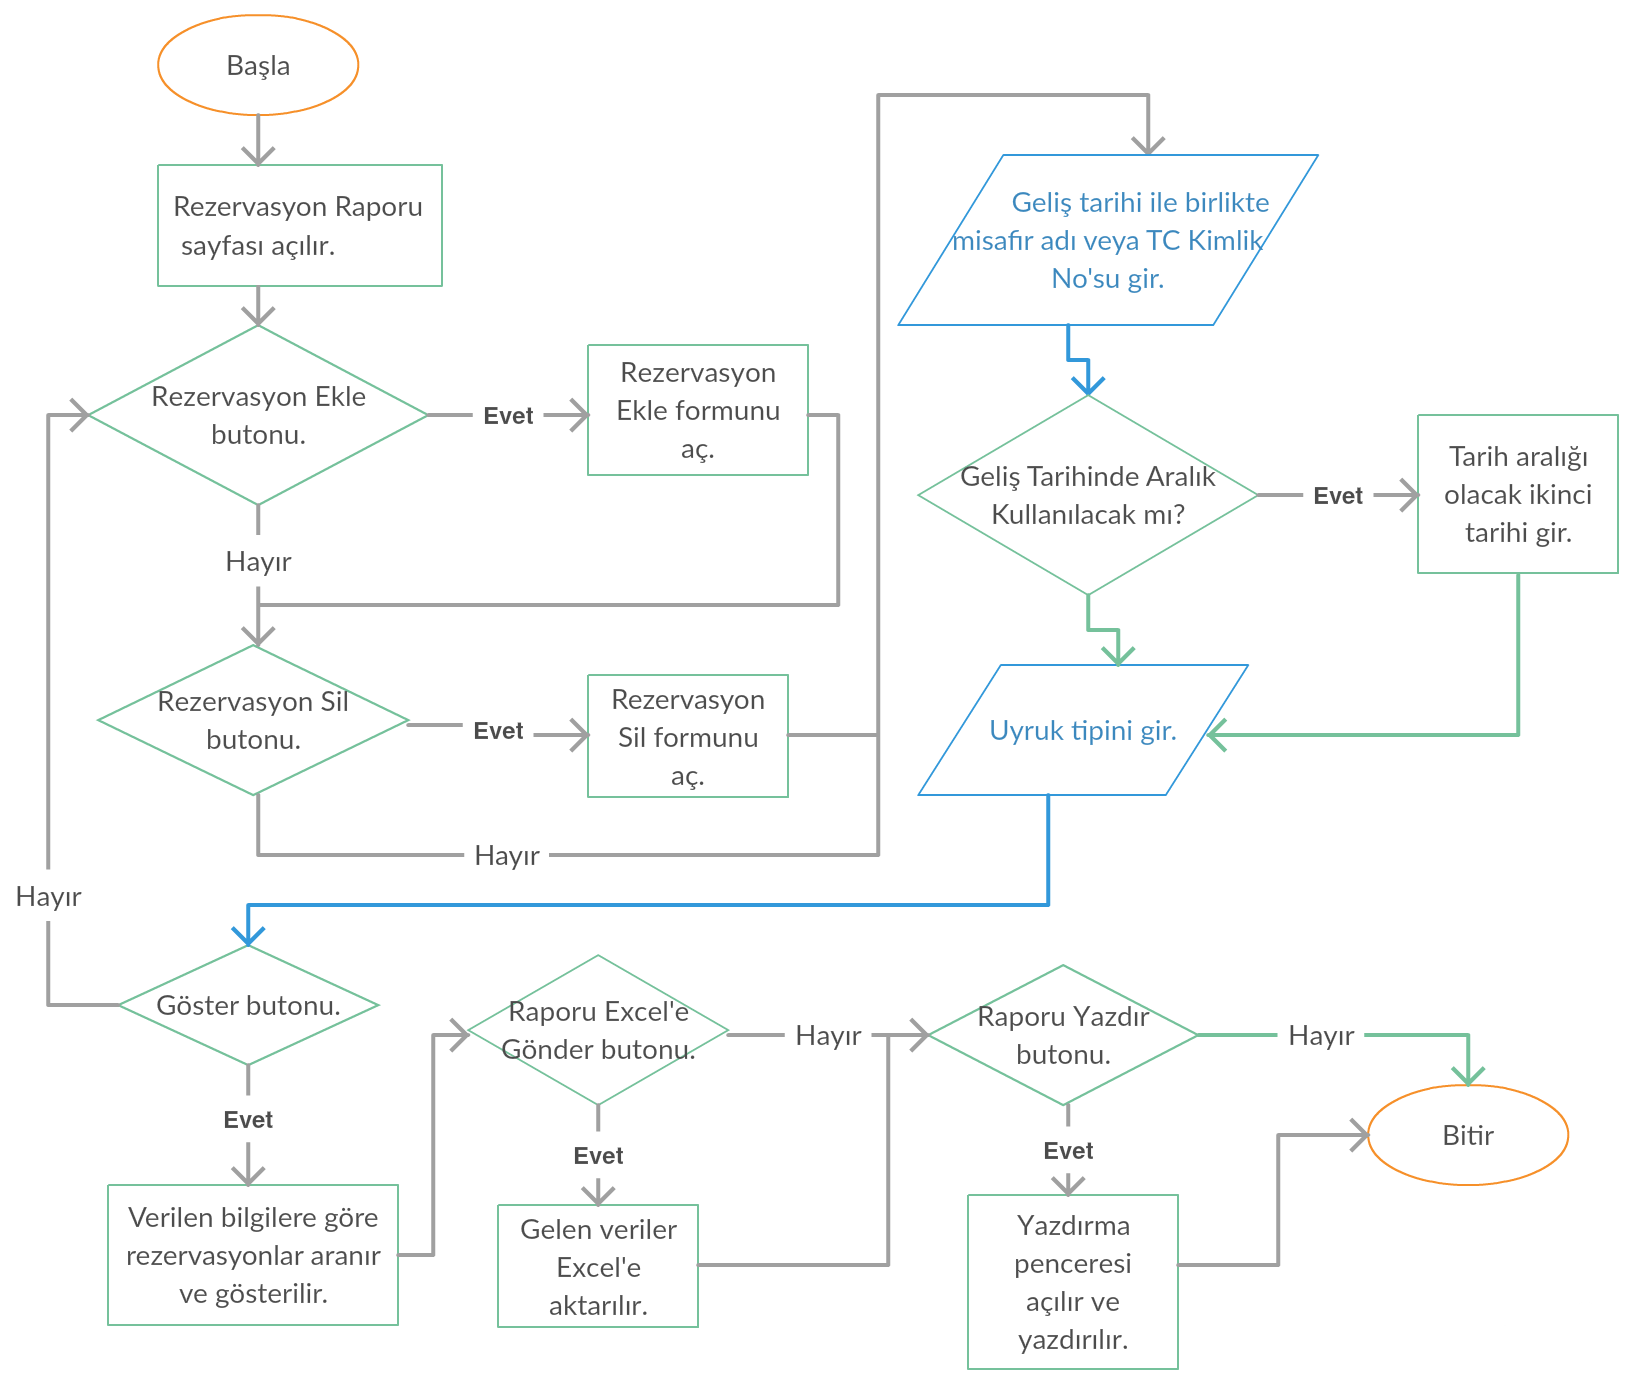 Başla
Rezervasyon Raporu
sayfası açılır.
Rezervasyon Ekle
butonu.
Evet
Rezervasyon
Ekle formunu
aç.
Hayır
Rezervasyon Sil
butonu.
Evet
Rezervasyon
Sil formunu
aç.
Hayır
Geliş tarihi ile birlikte
misafir adı veya TC Kimlik
No'su gir.
Geliş Tarihinde Aralık
Kullanılacak mı?
Evet
Tarih aralığı
olacak ikinci
tarihi gir.
Uyruk tipini gir.
Hayır
Göster butonu.
Evet
Verilen bilgilere göre
rezervasyonlar aranır
ve gösterilir.
Raporu Excel'e
Gönder butonu.
Hayır
Evet
Gelen veriler
Excel'e
aktarılır.
Raporu Yazdır
butonu.
Hayır
Evet
Yazdırma
penceresi
açılır ve
yazdırılır.
Bitir